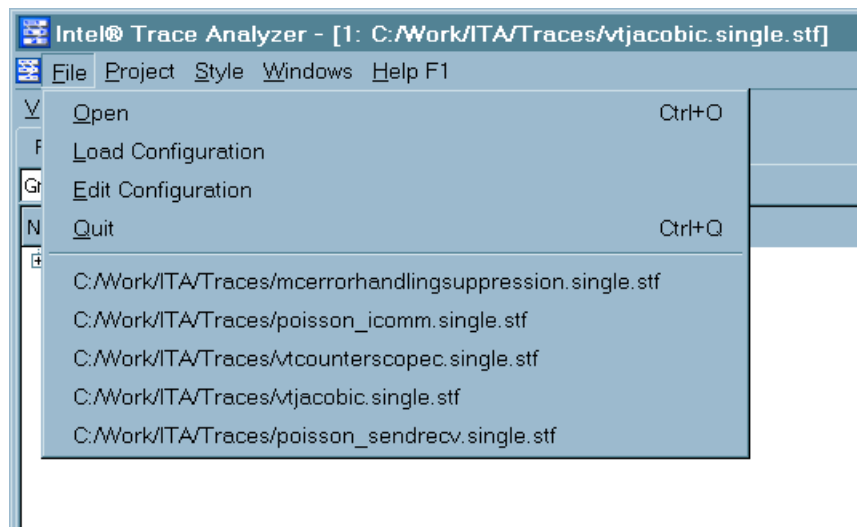 Intel® Trace Analyzer - [1: C:/Work/ITA/Traces/vtjacobic.single.stf]
File Project Style Windows Help F1
V
Open Ctrl+O
F
Load Configuration
Gr
Edit Configuration
N
Quit Ctrl+Q
C:/Work/ITA/Traces/mcerrorhandlingsuppression.single.stf
C:/Work/ITA/Traces/poisson_icomm.single.stf
C:/Work/ITA/Traces/vtcounterscopec.single.stf
C:/Work/ITA/Traces/vtjacobic.single.stf
C:/Work/ITA/Traces/poisson_sendrecv.single.stf